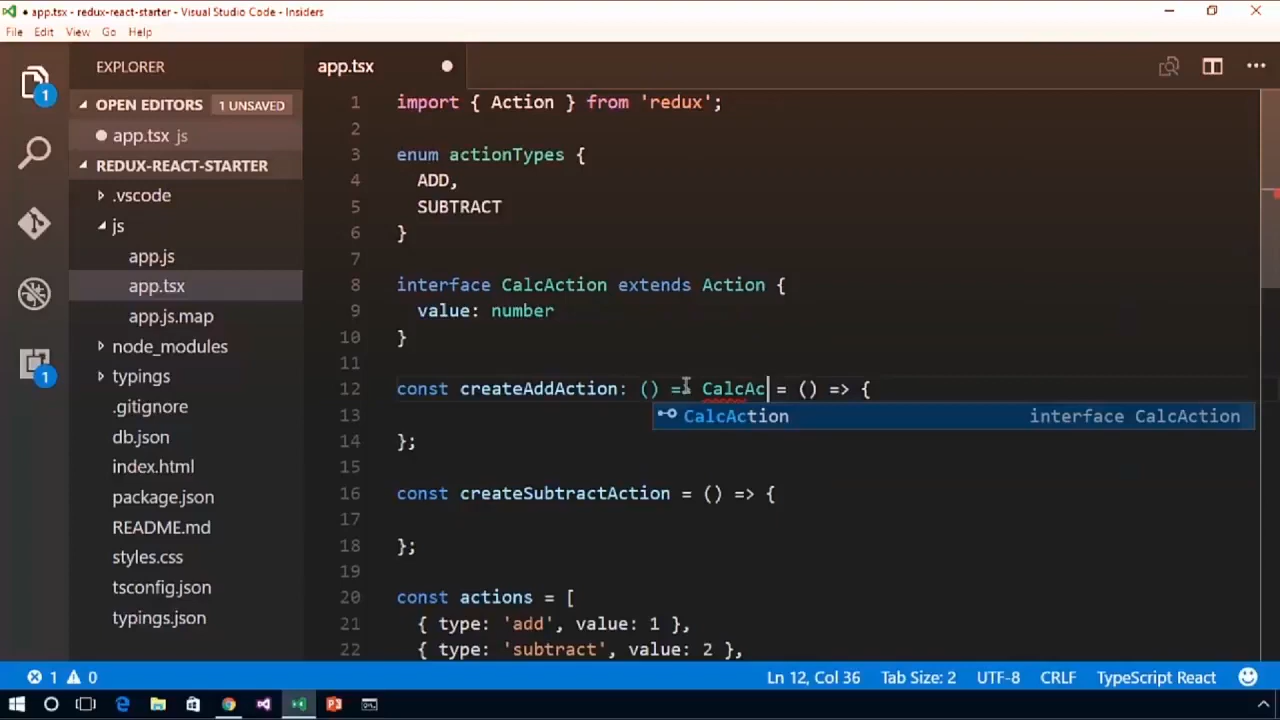 ● app.tsx - redux-react-starter - Visual Studio Code - Insiders
File Edit View Go Help
EXPLORER
OPEN EDITORS 1 UNSAVED
app.tsx js
REDUX-REACT-STARTER
.vscode
js
app.js
app.tsx
app.js.map
node_modules
typings
.gitignore
db.json
index.html
package.json
README.md
styles.css
tsconfig.json
typings.json
1
1
app.tsx
1 import { Action } from 'redux';
2
3 enum actionTypes {
4 ADD,
5 SUBTRACT
6 }
7
8 interface CalcAction extends Action {
9 value: number
10 }
11
12 const createAddAction: () => CalcAc = () => {
CalcAction interface CalcAction
13
14 };
15
16 const createSubtractAction = () => {
17
18 };
19
20 const actions = [
21 { type: 'add', value: 1 },
22 { type: 'subtract', value: 2 },
1 0 Ln 12, Col 36 Tab Size: 2 UTF-8 CRLF TypeScript React